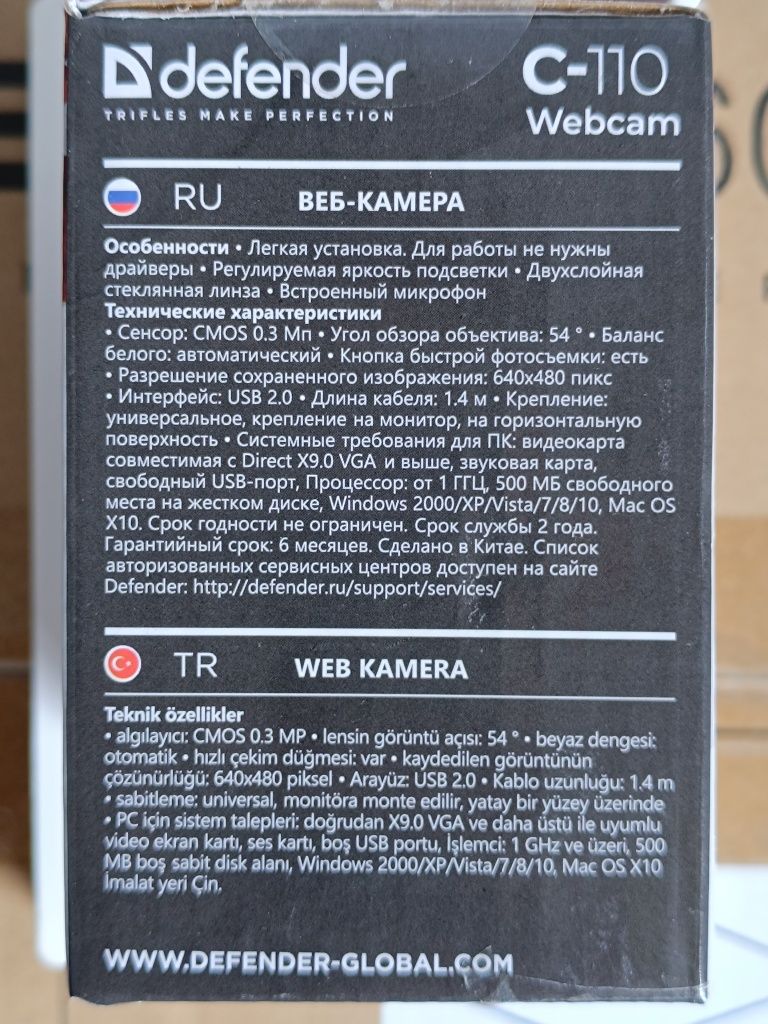 defender
TRIFLES MAKE PERFECTION
C-110
Webcam
RU ВЕБ-КАМЕРА
Особенности • Легкая установка. Для работы не нужны
драйверы • Регулируемая яркость подсветки • Двухслойная
стеклянная линза • Встроенный микрофон
Технические характеристики
• Сенсор: CMOS 0.3 Мп • Угол обзора объектива: 54 ° • Баланс
белого: автоматический • Кнопка быстрой фотосъемки: есть
• Разрешение сохраненного изображения: 640x480 пикс
• Интерфейс: USB 2.0 • Длина кабеля: 1.4 м • Крепление:
универсальное, крепление на монитор, на горизонтальную
поверхность • Системные требования для ПК: видеокарта
совместимая с Direct X9.0 VGA и выше, звуковая карта,
свободный USB-порт, Процессор: от 1 ГГЦ, 500 МБ свободного
места на жестком диске, Windows 2000/XP/Vista/7/8/10, Mac OS
X10. Срок годности не ограничен. Срок службы 2 года.
Гарантийный срок: 6 месяцев. Сделано в Китае. Список
авторизованных сервисных центров доступен на сайте
Defender: http://defender.ru/support/services/
TR WEB KAMERA
Teknik özellikler
• algılayıcı: CMOS 0.3 MP • lensin görüntü açısı: 54 ° • beyaz dengesi:
otomatik • hızlı çekim düğmesi: var • kaydedilen görüntünün
çözünürlüğü: 640x480 piksel • Arayüz: USB 2.0 • Kablo uzunluğu: 1.4 m
• sabitleme: universal, monitöra monte edilir, yatay bir yüzey üzerinde
• PC için sistem talepleri: doğrudan X9.0 VGA ve daha üstü ile uyumlu
video ekran kartı, ses kartı, boş USB portu, İşlemci: 1 GHz ve üzeri, 500
MB boş sabit disk alanı, Windows 2000/XP/Vista/7/8/10, Mac OS X10
İmalat yeri Çin.
WWW.DEFENDER-GLOBAL.COM